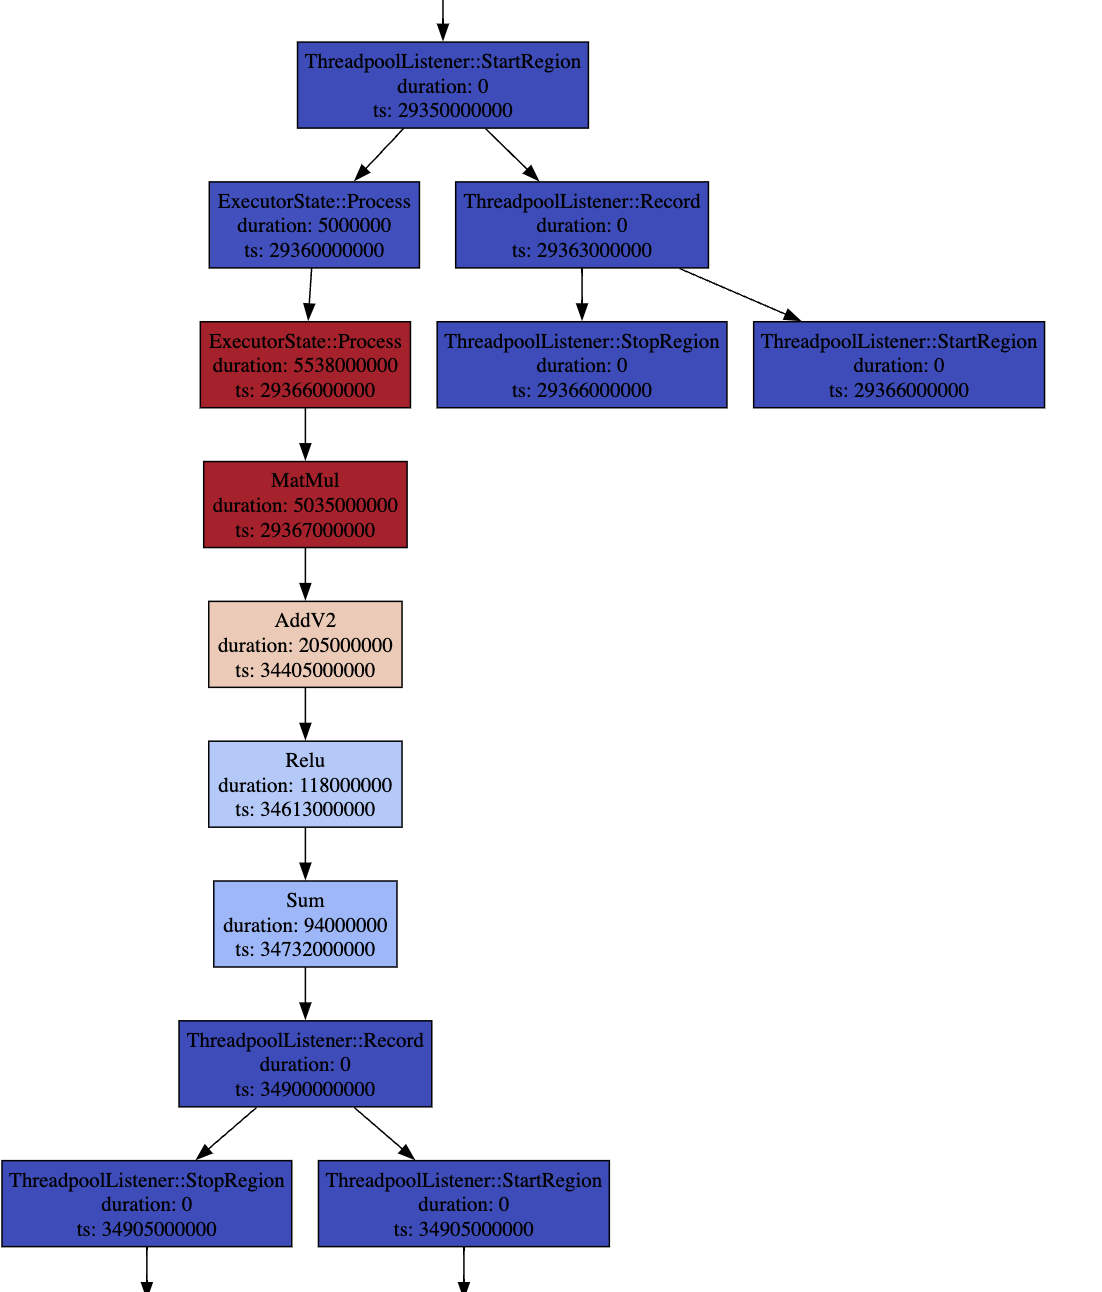 ThreadpoolListener::StartRegion
duration: 0
ts: 29350000000
ExecutorState::Process
duration: 5000000
ts: 29360000000
ThreadpoolListener::Record
duration: 0
ts: 29363000000
ExecutorState::Process
duration: 5538000000
ts: 29366000000
ThreadpoolListener::StopRegion
duration: 0
ts: 29366000000
ThreadpoolListener::StartRegion
duration: 0
ts: 29366000000
MatMul
duration: 5035000000
ts: 29367000000
AddV2
duration: 205000000
ts: 34405000000
Relu
duration: 118000000
ts: 34613000000
Sum
duration: 94000000
ts: 34732000000
ThreadpoolListener::Record
duration: 0
ts: 34900000000
ThreadpoolListener::StopRegion
duration: 0
ts: 34905000000
ThreadpoolListener::StartRegion
duration: 0
ts: 34905000000